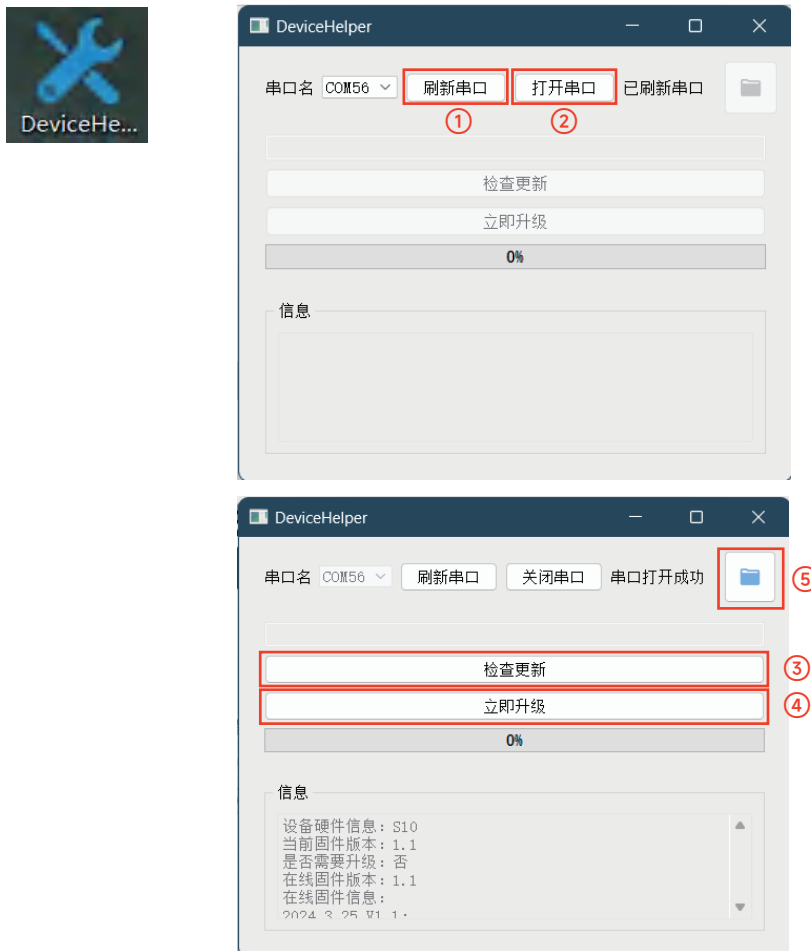 DeviceHe...
DeviceHelper
串口名 COM56 刷新串口 打开串口 已刷新串口
① ②
检查更新
立即升级
0%
信息
DeviceHelper
串口名 COM56 刷新串口 关闭串口 串口打开成功
⑤
检查更新 ③
立即升级 ④
0%
信息
设备硬件信息: S10
当前固件版本: 1.1
是否需要升级: 否
在线固件版本: 1.1
在线固件信息:
2024.3.25 V1.1: